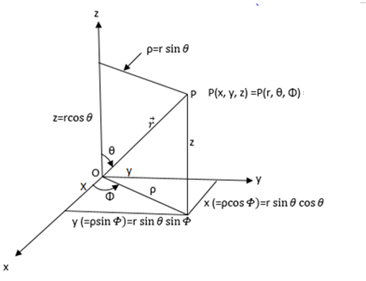 z
ρ=r sin θ
P P(x, y, z) =P(r, θ, Φ)
z=rcos θ
r⃗
z
θ
O
y
y
X
Φ
ρ
x (=ρcos Φ)=r sin θ cos θ
y (=ρsin Φ)=r sin θ sin Φ
x